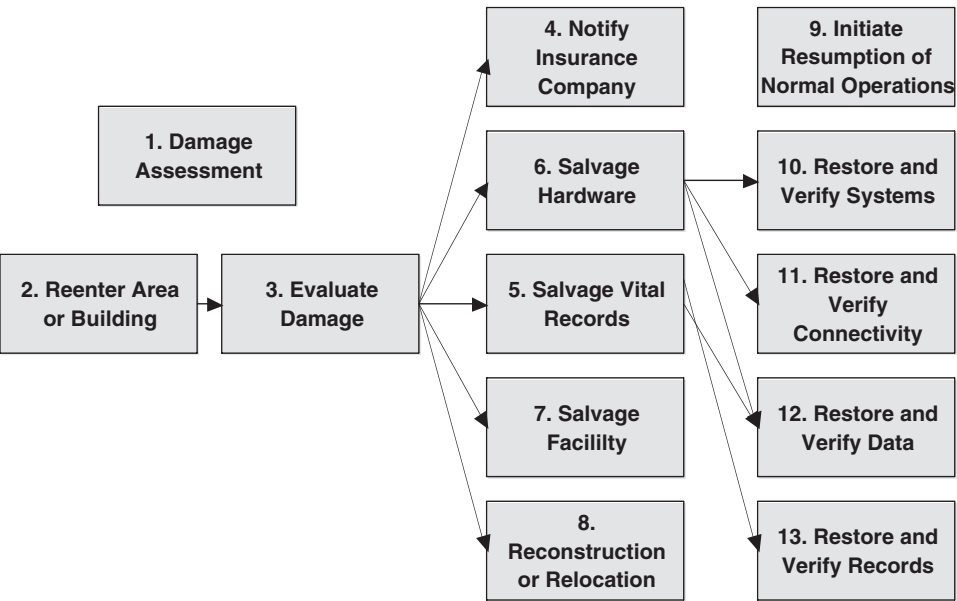 4. Notify
Insurance
Company
9. Initiate
Resumption of
Normal Operations
1. Damage
Assessment
6. Salvage
Hardware
10. Restore and
Verify Systems
2. Reenter Area
or Building
3. Evaluate
Damage
5. Salvage Vital
Records
11. Restore and
Verify
Connectivity
7. Salvage
Facililty
12. Restore and
Verify Data
8.
Reconstruction
or Relocation
13. Restore and
Verify Records